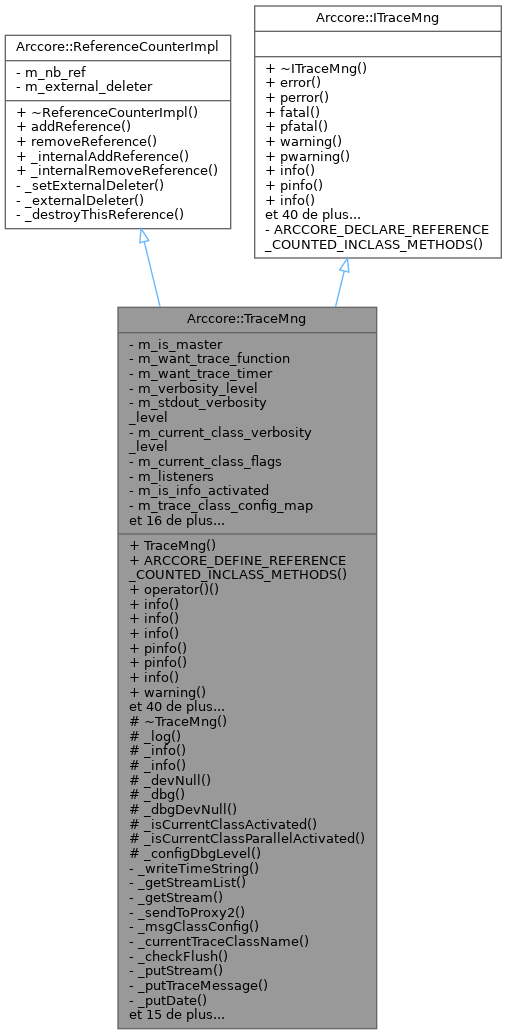 Arccore::ReferenceCounterImpl
- m_nb_ref
- m_external_deleter
+ ~ReferenceCounterImpl()
+ addReference()
+ removeReference()
+ _internalAddReference()
+ _internalRemoveReference()
- _setExternalDeleter()
- _externalDeleter()
- _destroyThisReference()
Arccore::ITraceMng
+ ~ITraceMng()
+ error()
+ perror()
+ fatal()
+ pfatal()
+ warning()
+ pwarning()
+ info()
+ pinfo()
+ info()
et 40 de plus...
- ARCCORE_DECLARE_REFERENCE
_COUNTED_INCLASS_METHODS()
Arccore::TraceMng
- m_is_master
- m_want_trace_function
- m_want_trace_timer
- m_verbosity_level
- m_stdout_verbosity
_level
- m_current_class_verbosity
_level
- m_current_class_flags
- m_listeners
- m_is_info_activated
- m_trace_class_config_map
et 16 de plus...
+ TraceMng()
+ ARCCORE_DEFINE_REFERENCE
_COUNTED_INCLASS_METHODS()
+ operator()()
+ info()
+ info()
+ info()
+ pinfo()
+ pinfo()
+ info()
+ warning()
et 40 de plus...
# ~TraceMng()
# _log()
# _info()
# _info()
# _devNull()
# _dbg()
# _dbgDevNull()
# _isCurrentClassActivated()
# _isCurrentClassParallelActivated()
# _configDbgLevel()
- _writeTimeString()
- _getStreamList()
- _getStream()
- _sendToProxy2()
- _msgClassConfig()
- _currentTraceClassName()
- _checkFlush()
- _putStream()
- _putTraceMessage()
- _putDate()
et 15 de plus...